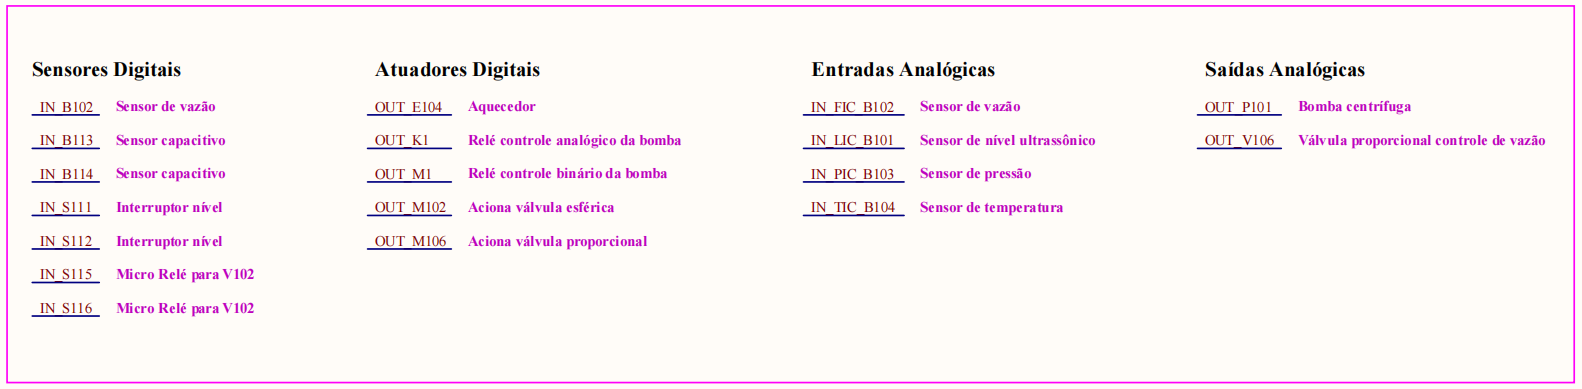 Sensores Digitais
IN_B102 Sensor de vazão
IN_B113 Sensor capacitivo
IN_B114 Sensor capacitivo
IN_S111 Interruptor nível
IN_S112 Interruptor nível
IN_S115 Micro Relé para V102
IN_S116 Micro Relé para V102
Atuadores Digitais
OUT_E104 Aquecedor
OUT_K1 Relé controle analógico da bomba
OUT_M1 Relé controle binário da bomba
OUT_M102 Aciona válvula esférica
OUT_M106 Aciona válvula proporcional
Entradas Analógicas
IN_FIC_B102 Sensor de vazão
IN_LIC_B101 Sensor de nível ultrassônico
IN_PIC_B103 Sensor de pressão
IN_TIC_B104 Sensor de temperatura
Saídas Analógicas
OUT_P101 Bomba centrífuga
OUT_V106 Válvula proporcional controle de vazão